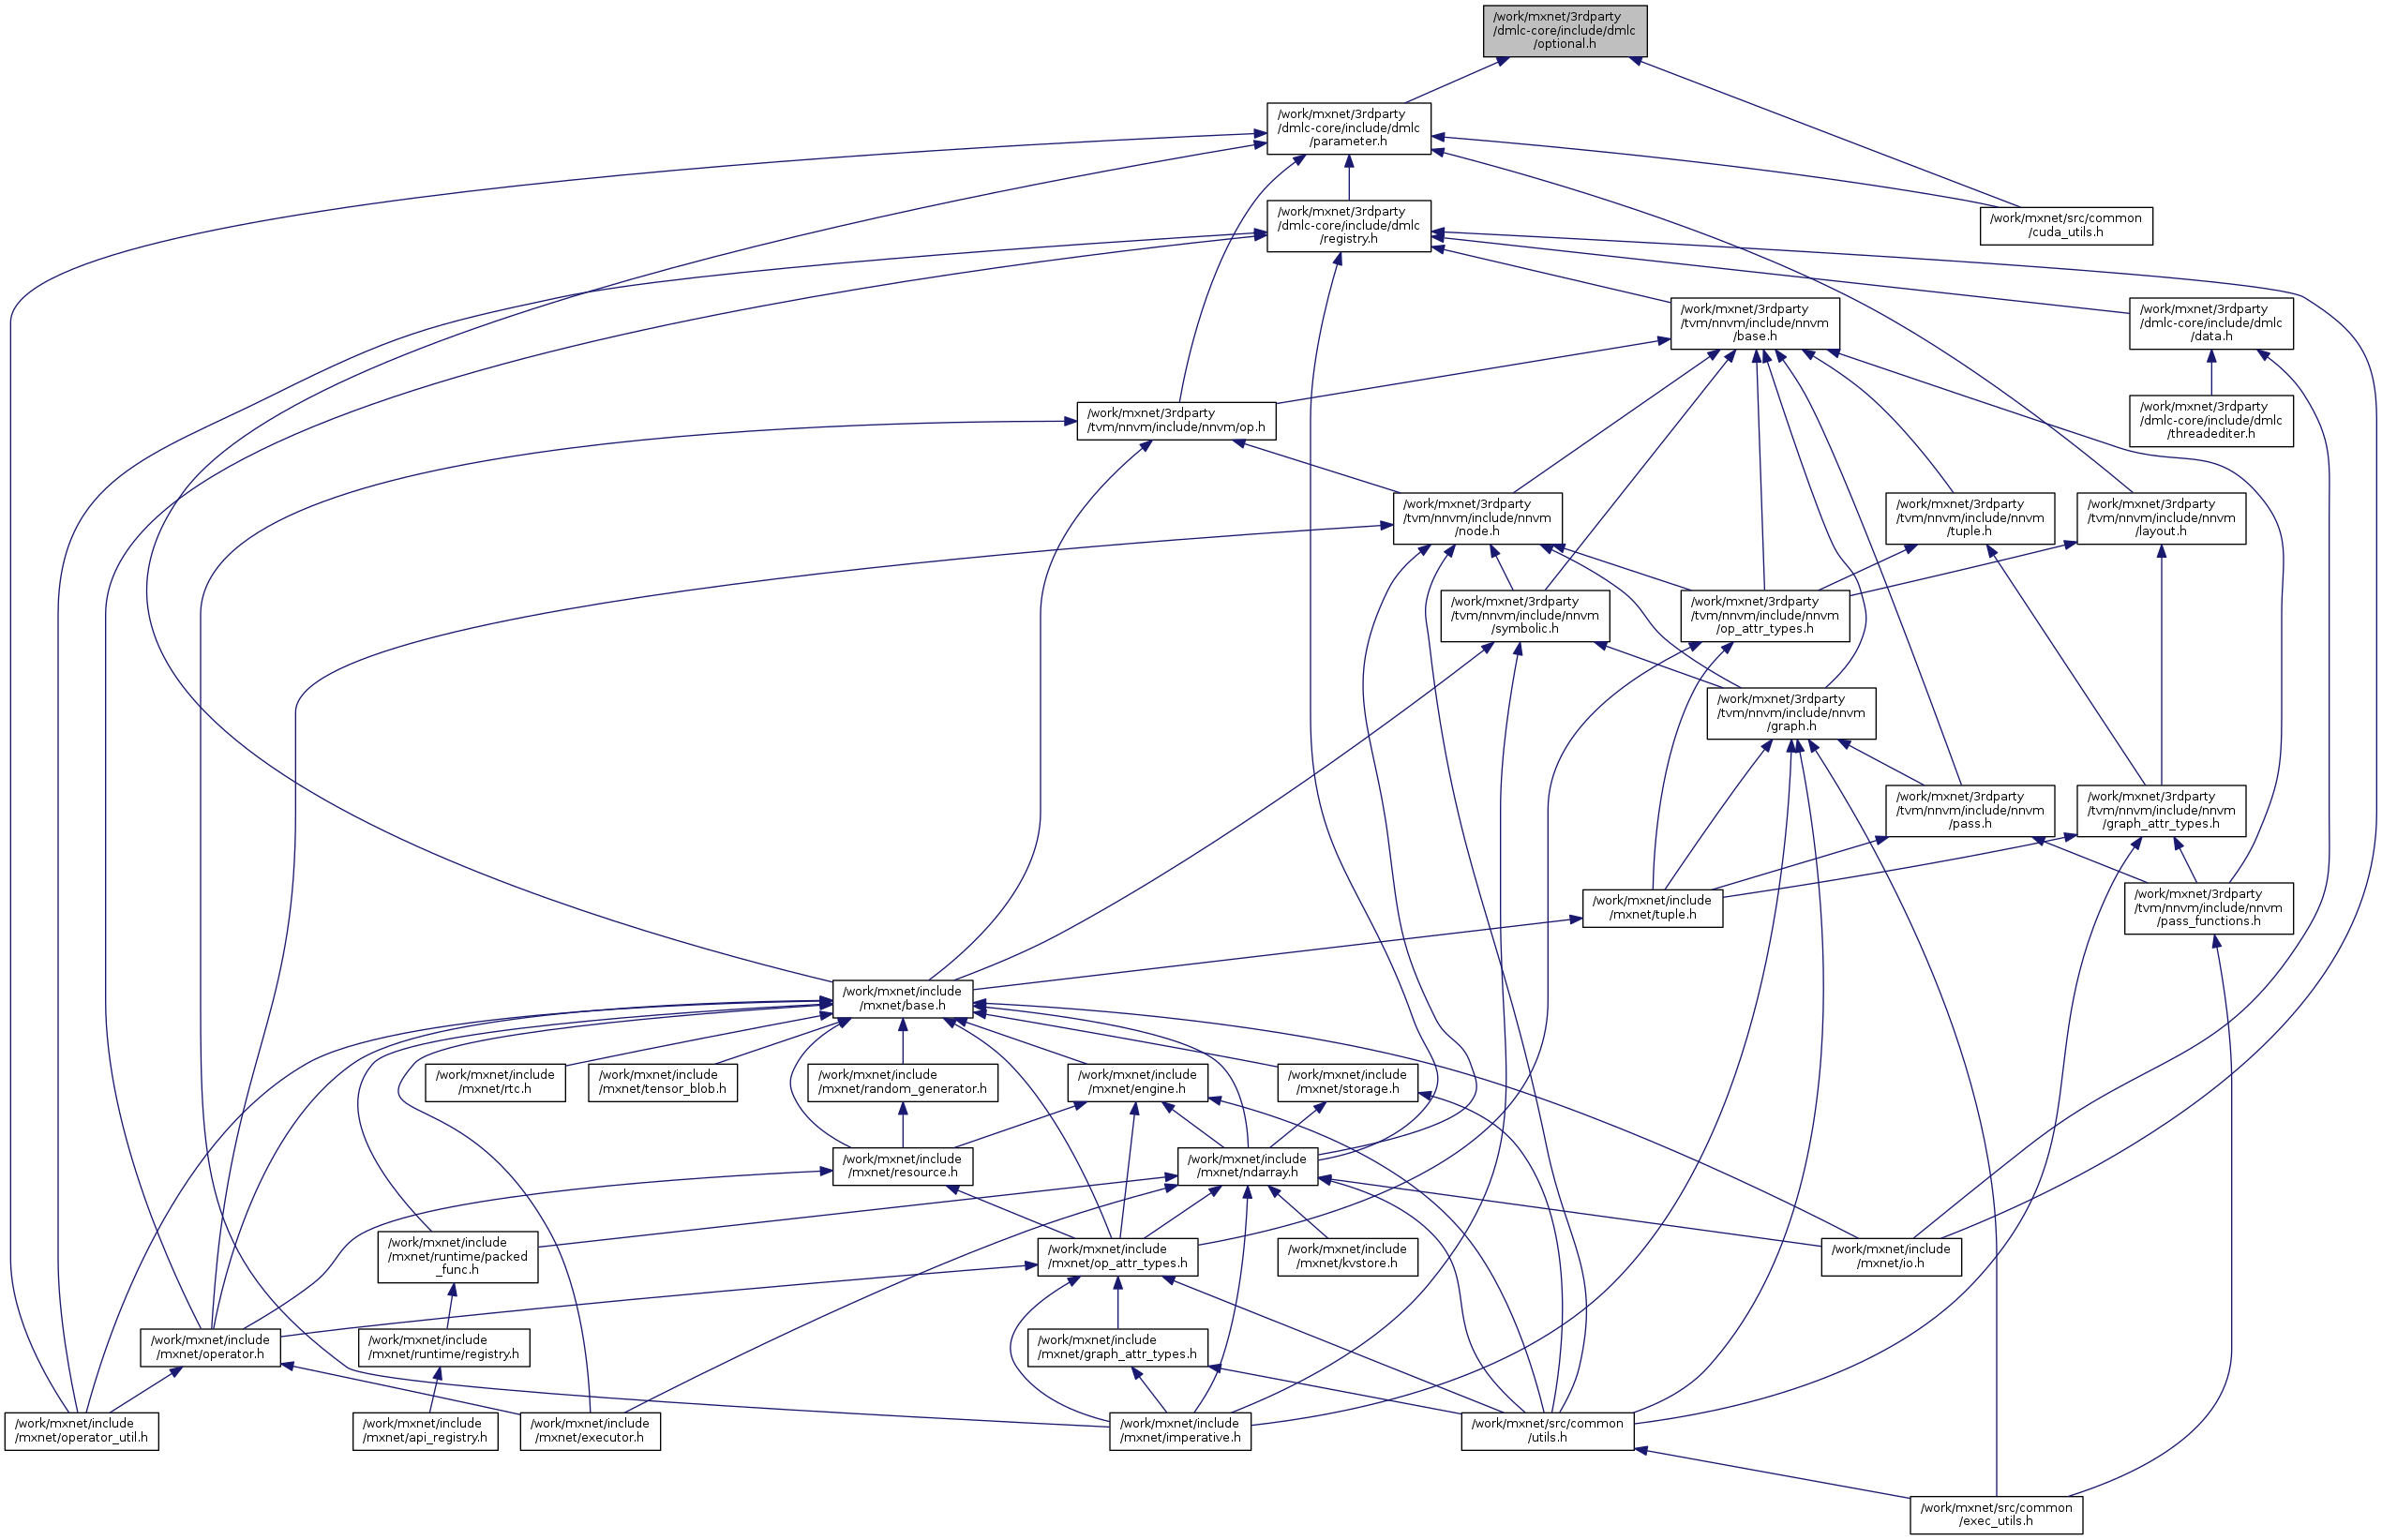 /work/mxnet/3rdparty
/dmlc-core/include/dmlc
/optional.h
/work/mxnet/3rdparty
/dmlc-core/include/dmlc
/parameter.h
/work/mxnet/3rdparty
/dmlc-core/include/dmlc
/registry.h
/work/mxnet/src/common
/cuda_utils.h
/work/mxnet/3rdparty
/tvm/nnvm/include/nnvm
/base.h
/work/mxnet/3rdparty
/dmlc-core/include/dmlc
/data.h
/work/mxnet/3rdparty
/tvm/nnvm/include/nnvm/op.h
/work/mxnet/3rdparty
/dmlc-core/include/dmlc
/threadediter.h
/work/mxnet/3rdparty
/tvm/nnvm/include/nnvm
/node.h
/work/mxnet/3rdparty
/tvm/nnvm/include/nnvm
/tuple.h
/work/mxnet/3rdparty
/tvm/nnvm/include/nnvm
/layout.h
/work/mxnet/3rdparty
/tvm/nnvm/include/nnvm
/symbolic.h
/work/mxnet/3rdparty
/tvm/nnvm/include/nnvm
/op_attr_types.h
/work/mxnet/3rdparty
/tvm/nnvm/include/nnvm
/graph.h
/work/mxnet/3rdparty
/tvm/nnvm/include/nnvm
/pass.h
/work/mxnet/3rdparty
/tvm/nnvm/include/nnvm
/graph_attr_types.h
/work/mxnet/include
/mxnet/tuple.h
/work/mxnet/3rdparty
/tvm/nnvm/include/nnvm
/pass_functions.h
/work/mxnet/include
/mxnet/base.h
/work/mxnet/include
/mxnet/rtc.h
/work/mxnet/include
/mxnet/tensor_blob.h
/work/mxnet/include
/mxnet/random_generator.h
/work/mxnet/include
/mxnet/engine.h
/work/mxnet/include
/mxnet/storage.h
/work/mxnet/include
/mxnet/resource.h
/work/mxnet/include
/mxnet/ndarray.h
/work/mxnet/include
/mxnet/runtime/packed
_func.h
/work/mxnet/include
/mxnet/op_attr_types.h
/work/mxnet/include
/mxnet/kvstore.h
/work/mxnet/include
/mxnet/io.h
/work/mxnet/include
/mxnet/operator.h
/work/mxnet/include
/mxnet/runtime/registry.h
/work/mxnet/include
/mxnet/graph_attr_types.h
/work/mxnet/include
/mxnet/operator_util.h
/work/mxnet/include
/mxnet/api_registry.h
/work/mxnet/include
/mxnet/executor.h
/work/mxnet/include
/mxnet/imperative.h
/work/mxnet/src/common
/utils.h
/work/mxnet/src/common
/exec_utils.h